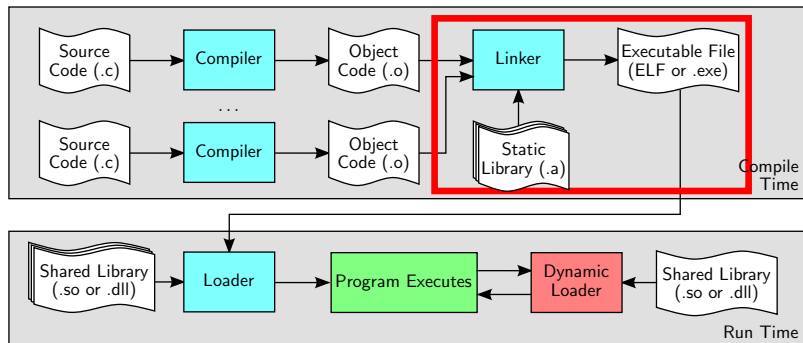 Source
Code (.c)
Compiler
Object
Code (.o)
Linker
Executable File
(ELF or .exe)
...
Source
Code (.c)
Compiler
Object
Code (.o)
Static
Library (.a)
Compile
Time
Shared Library
(.so or .dll)
Loader
Program Executes
Dynamic
Loader
Shared Library
(.so or .dll)
Run Time